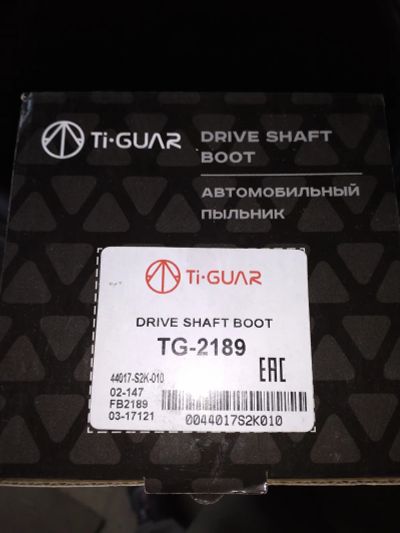 Ti·GUAR
DRIVE SHAFT
BOOT
АВТОМОБИЛЬНЫЙ
ПЫЛЬНИК
Ti·GUAR
DRIVE SHAFT BOOT
TG-2189
44017-S2K-010
02-147
FB2189
03-17121
EAC
0044017S2K010